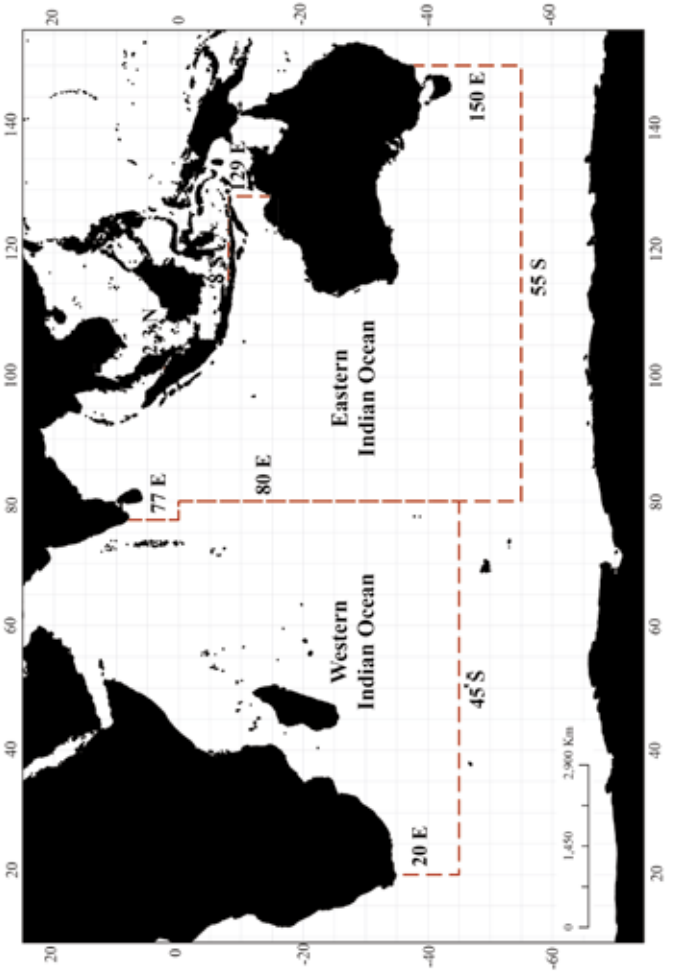 20 40 60 80 100 120 140
20 20
0 0
77 E
8 S
129 E
80 E
-20 -20
Western
Indian Ocean
Eastern
Indian Ocean
20 E
-40 -40
45 S
150 E
55 S
-60 -60
0 1,450 2,900 Km
20 40 60 80 100 120 140